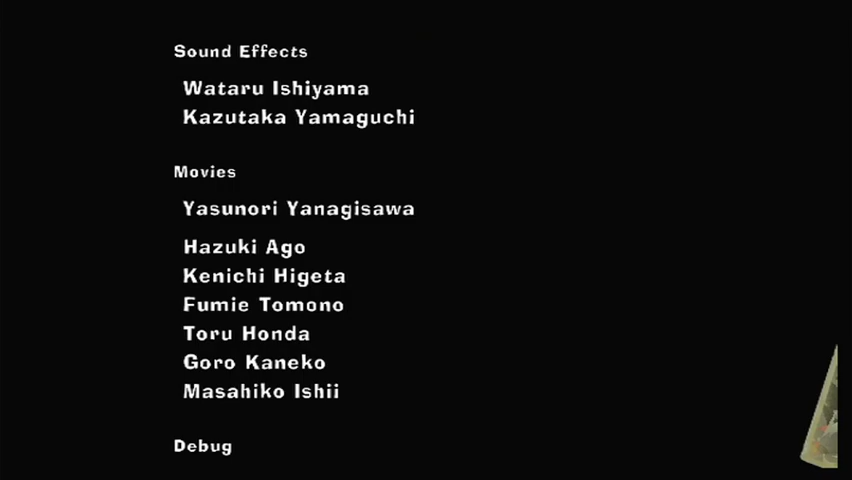 Sound Effects
Wataru Ishiyama
Kazutaka Yamaguchi
Movies
Yasunori Yanagisawa
Hazuki Ago
Kenichi Higeta
Fumie Tomono
Toru Honda
Goro Kaneko
Masahiko Ishii
Debug